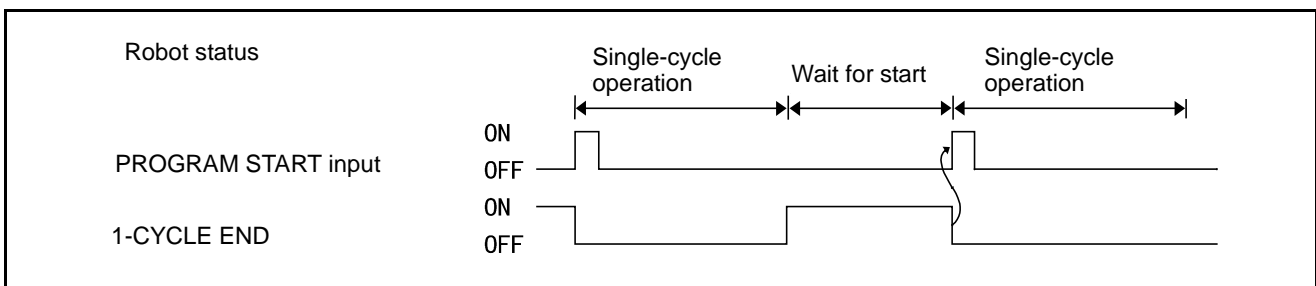 Robot status
Single-cycle
operation
Wait for start
Single-cycle
operation
ON
PROGRAM START input
OFF
ON
1-CYCLE END
OFF